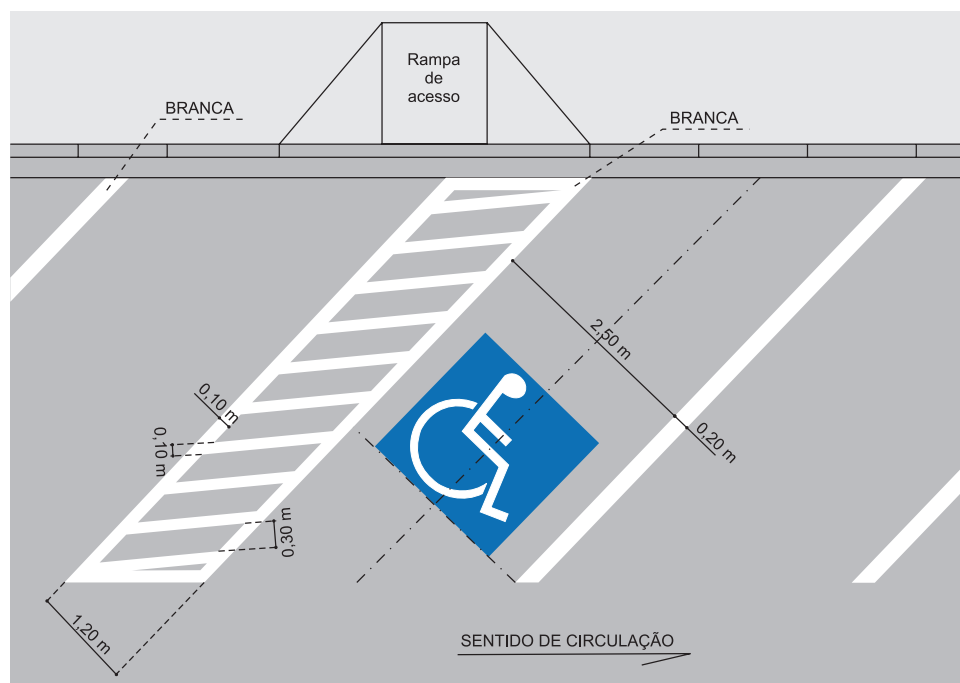 Rampa
de
acesso
BRANCA
BRANCA
2,50 m
0,20 m
0,10 m
0,10 m
0,30 m
1,20 m
SENTIDO DE CIRCULAÇÃO